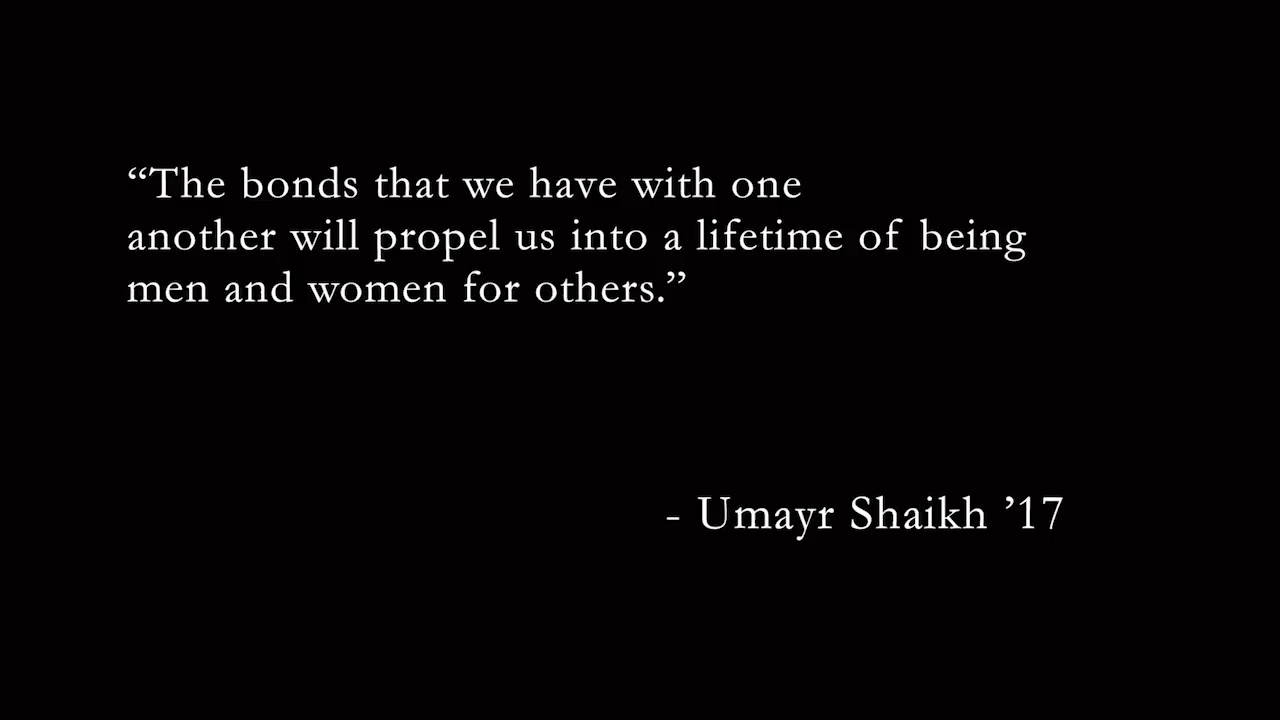 “The bonds that we have with one
another will propel us into a lifetime of being
men and women for others.”
- Umayr Shaikh ’17